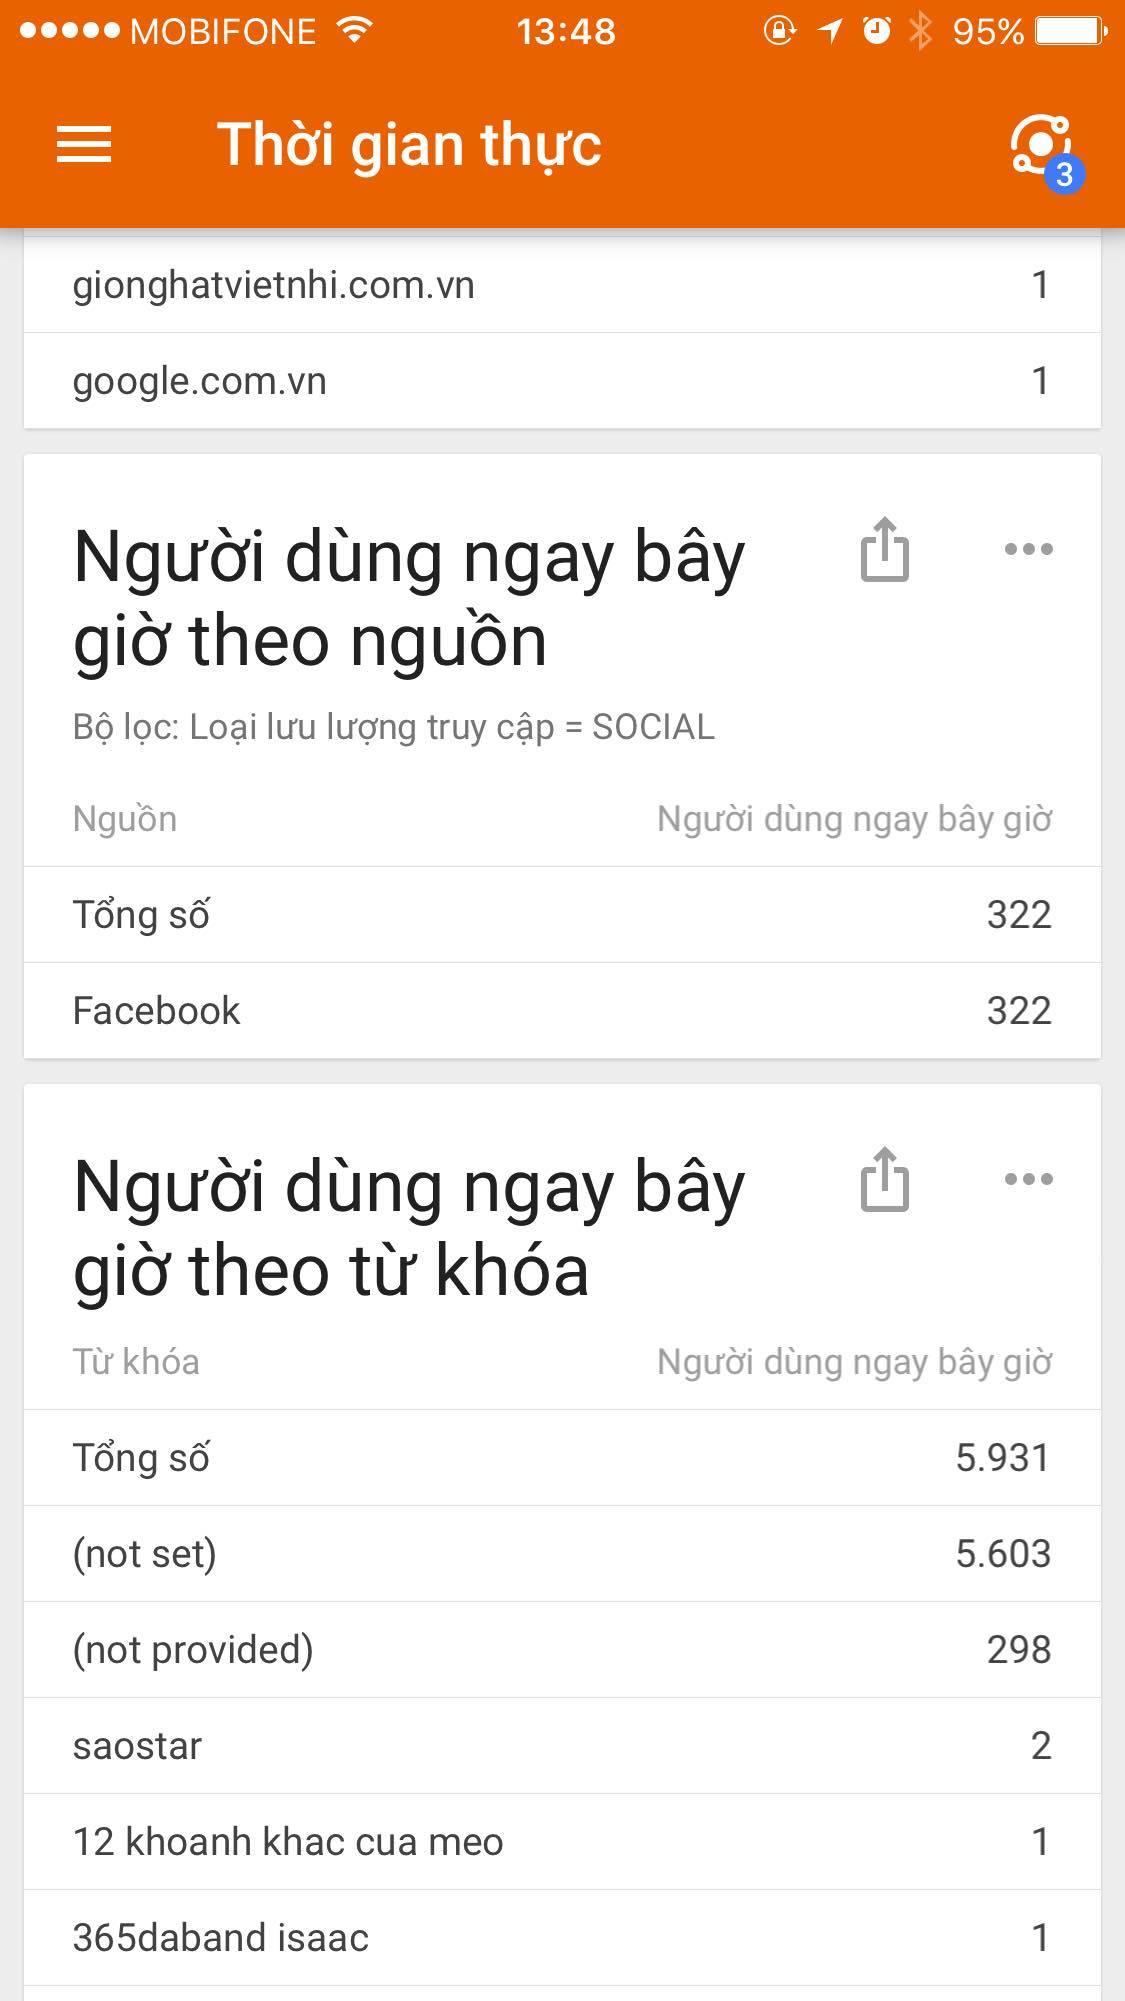 MOBIFONE 13:48 95%
Thời gian thực 3
gionghatvietnhi.com.vn 1
google.com.vn 1
Người dùng ngay bây
giờ theo nguồn
Bộ lọc: Loại lưu lượng truy cập = SOCIAL
Nguồn Người dùng ngay bây giờ
Tổng số 322
Facebook 322
Người dùng ngay bây
giờ theo từ khóa
Từ khóa Người dùng ngay bây giờ
Tổng số 5.931
(not set) 5.603
(not provided) 298
saostar 2
12 khoanh khac cua meo 1
365daband isaac 1